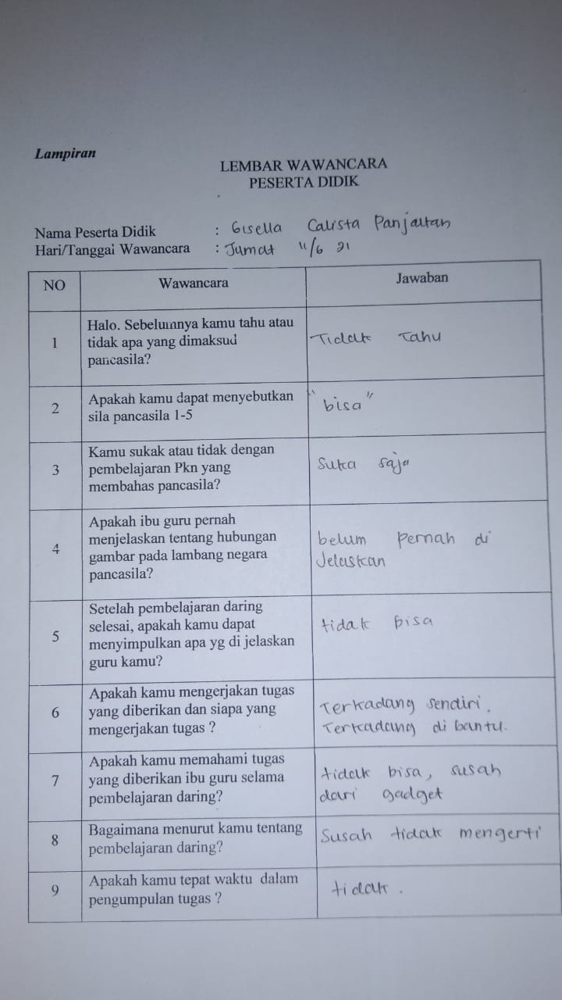 Lampiran
LEMBAR WAWANCARA
PESERTA DIDIK
Nama Peserta Didik : Gisella Calista Panjaitan
Hari/Tanggal Wawancara : Jumat 11/6 21
NO Wawancara Jawaban
Halo. Sebelumnya kamu tahu atau
1 tidak apa yang dimaksud Tidak Tahu
pancasila?
2 Apakah kamu dapat menyebutkan "bisa"
sila pancasila 1-5
Kamu sukak atau tidak dengan
3 pembelajaran Pkn yang Suka saja
membahas pancasila?
Apakah ibu guru pernah
menjelaskan tentang hubungan belum pernah di
4 gambar pada lambang negara Jelaskan
pancasila?
Setelah pembelajaran daring
selesai, apakah kamu dapat tidak bisa
5 menyimpulkan apa yg di jelaskan
guru kamu?
Apakah kamu mengerjakan tugas
6 yang diberikan dan siapa yang Terkadang sendiri.
mengerjakan tugas ? Terkadang di bantu.
Apakah kamu memahami tugas
7 yang diberikan ibu guru selama tidak bisa, susah
pembelajaran daring? dari gadget
8 Bagaimana menurut kamu tentang Susah tidak mengerti
pembelajaran daring?
9 Apakah kamu tepat waktu dalam tidak.
pengumpulan tugas ?